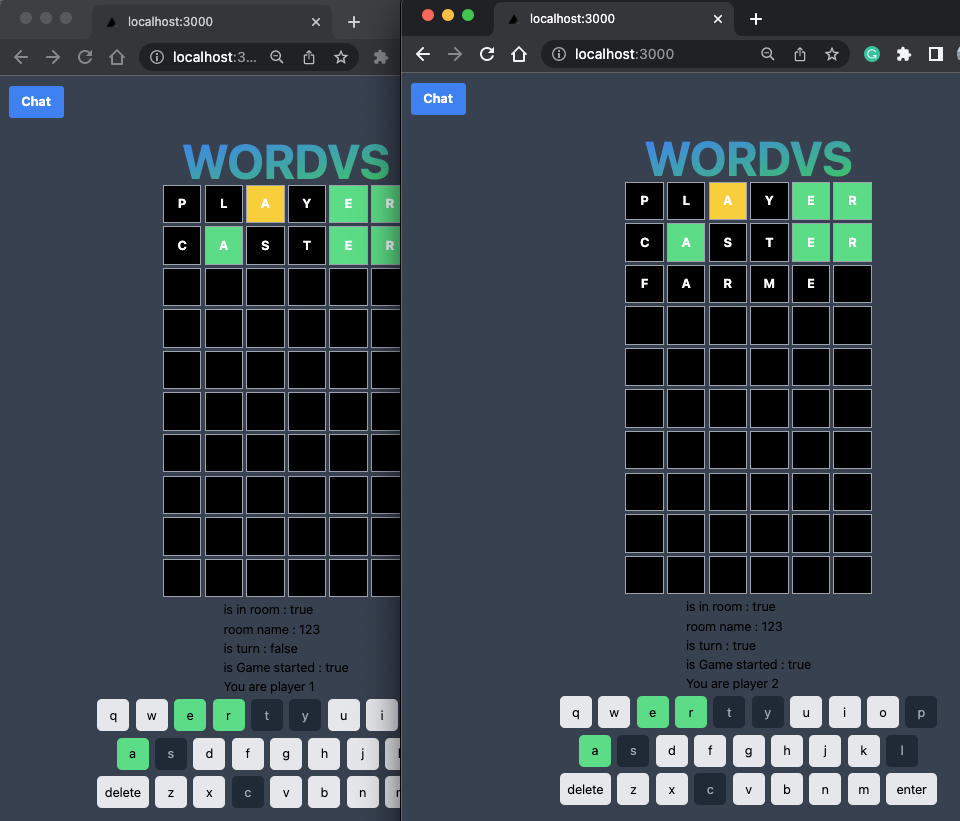 localhost:3000
localhost:3...
Chat
WORDVS
P L A Y E R
C A S T E R
is in room : true
room name : 123
is turn : false
is Game started : true
You are player 1
q w e r t y u i
a s d f g h j
delete z x c v b n
localhost:3000
localhost:3000
Chat
WORDVS
P L A Y E R
C A S T E R
F A R M E
is in room : true
room name : 123
is turn : true
is Game started : true
You are player 2
q w e r t y u i o p
a s d f g h j k l
delete z x c v b n m enter